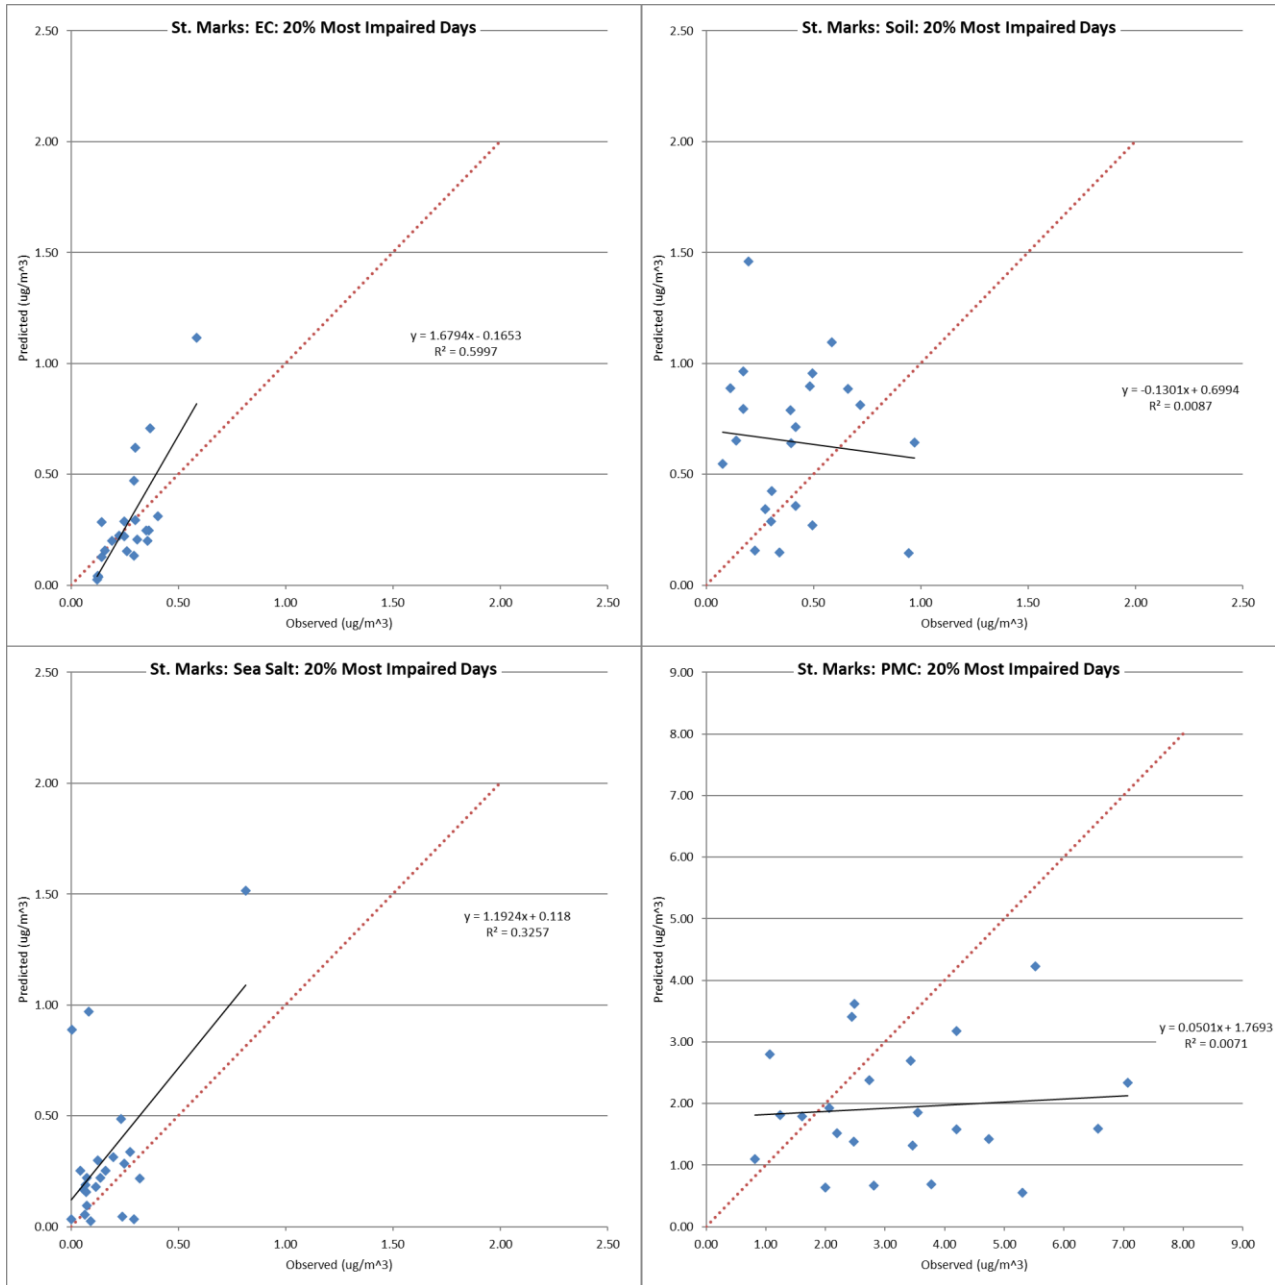 St. Marks: EC: 20% Most Impaired Days
2.50
2.00
1.50
1.00
0.50
0.00
Predicted (ug/m^3)
y = 1.6794x - 0.1653
R² = 0.5997
0.00 0.50 1.00 1.50 2.00 2.50
Observed (ug/m^3)
St. Marks: Soil: 20% Most Impaired Days
2.50
2.00
1.50
1.00
0.50
0.00
Predicted (ug/m^3)
y = -0.1301x + 0.6994
R² = 0.0087
0.00 0.50 1.00 1.50 2.00 2.50
Observed (ug/m^3)
St. Marks: Sea Salt: 20% Most Impaired Days
2.50
2.00
1.50
1.00
0.50
0.00
Predicted (ug/m^3)
y = 1.1924x + 0.118
R² = 0.3257
0.00 0.50 1.00 1.50 2.00 2.50
Observed (ug/m^3)
St. Marks: PMC: 20% Most Impaired Days
9.00
8.00
7.00
6.00
5.00
4.00
3.00
2.00
1.00
0.00
Predicted (ug/m^3)
y = 0.0501x + 1.7693
R² = 0.0071
0.00 1.00 2.00 3.00 4.00 5.00 6.00 7.00 8.00 9.00
Observed (ug/m^3)